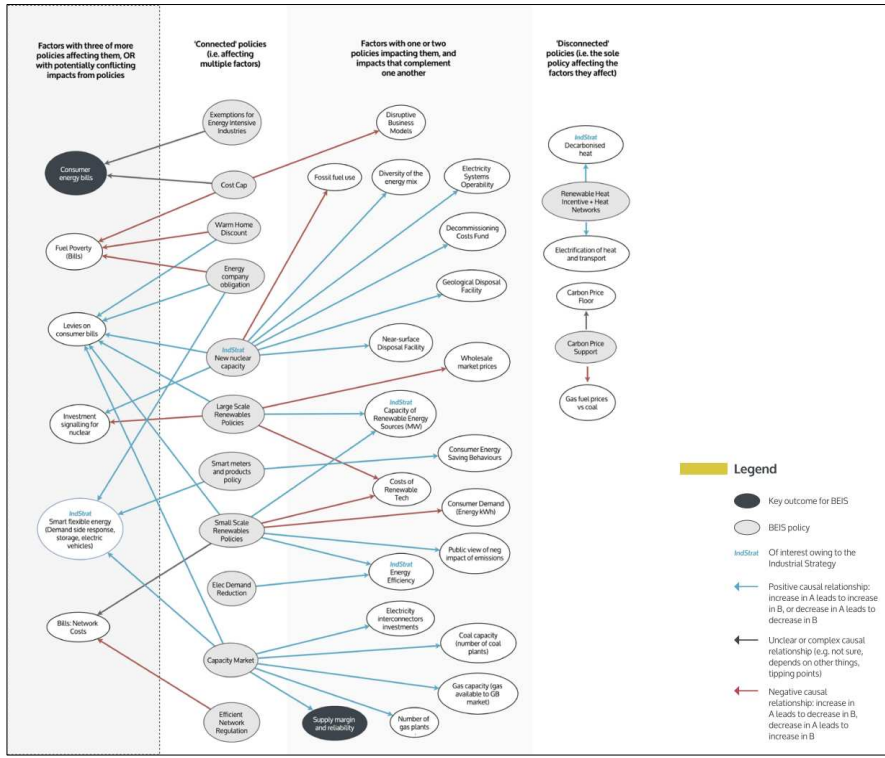 Factors with three of more
policies affecting them, OR
with potentially conflicting
impacts from policies
'Connected' policies
(i.e. affecting
multiple factors)
Factors with one or two
policies impacting them, and
impacts that complement
one another
'Disconnected'
policies (i.e. the sole
policy affecting the
factors they affect)
Consumer
energy bills
Fuel Poverty
(Bills)
Levies on
consumer bills
Investment
signalling for
nuclear
IndStrat
Smart flexible energy
(Demand side response,
storage, electric
vehicles)
Bills: Network
Costs
Exemptions for
Energy Intensive
Industries
Cost Cap
Warm Home
Discount
Energy
company
obligation
IndStrat
New nuclear
capacity
Large Scale
Renewables
Policies
Smart meters
and products
policy
Small Scale
Renewables
Policies
Elec Demand
Reduction
Capacity Market
Efficient
Network
Regulation
Disruptive
Business
Models
Fossil fuel use
Diversity of the
energy mix
Electricity
Systems
Operability
Decommissioning
Costs Fund
Geological Disposal
Facility
Near-surface
Disposal Facility
Wholesale
market prices
IndStrat
Capacity of
Renewable Energy
Sources (MW)
Consumer Energy
Saving Behaviours
Costs of
Renewable
Tech
Consumer Demand
(Energy kWh)
Public view of neg
impact of emissions
IndStrat
Energy
Efficiency
Electricity
interconnectors
investments
Coal capacity
(number of coal
plants)
Gas capacity (gas
available to GB
market)
Supply margin
and reliability
Number of
gas plants
IndStrat
Decarbonised
heat
Renewable Heat
Incentive + Heat
Networks
Electrification of heat
and transport
Carbon Price
Floor
Carbon Price
Support
Gas fuel prices
vs coal
Legend
Key outcome for BEIS
BEIS policy
IndStrat
Of interest owing to the
Industrial Strategy
Positive causal relationship:
increase in A leads to increase
in B, or decrease in A leads to
decrease in B
Unclear or complex causal
relationship (e.g. not sure,
depends on other things,
tipping points)
Negative causal
relationship: increase in
A leads to decrease in B,
decrease in A leads to
increase in B